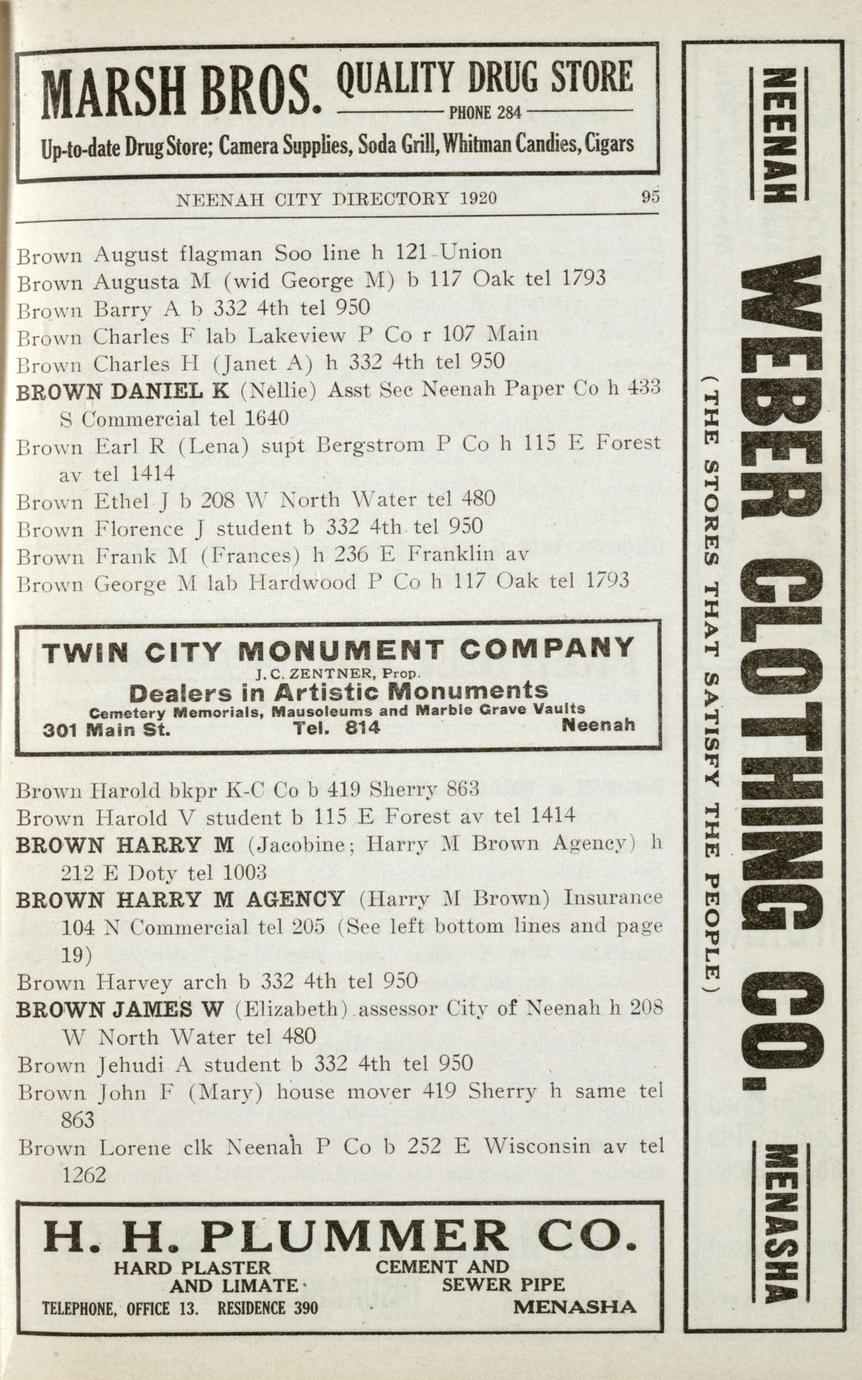 MARSH BROS. QUALITY DRUG STORE
PHONE 284
Up-to-date Drug Store; Camera Supplies, Soda Grill, Whitman Candies, Cigars
NEENAH CITY DIRECTORY 1920 95
Brown August flagman Soo line h 121 Union
Brown Augusta M (wid George M) b 117 Oak tel 1793
Brown Barry A b 332 4th tel 950
Brown Charles F lab Lakeview P Co r 107 Main
Brown Charles H (Janet A) h 332 4th tel 950
BROWN DANIEL K (Nellie) Asst Sec Neenah Paper Co h 433
S Commercial tel 1640
Brown Earl R (Lena) supt Bergstrom P Co h 115 E Forest
av tel 1414
Brown Ethel J b 208 W North Water tel 480
Brown Florence J student b 332 4th tel 950
Brown Frank M (Frances) h 236 E Franklin av
Brown George M lab Hardwood P Co h 117 Oak tel 1793
TWIN CITY MONUMENT COMPANY
J. C. ZENTNER, Prop.
Dealers in Artistic Monuments
Cemetery Memorials, Mausoleums and Marble Grave Vaults
301 Main St. Tel. 814 Neenah
Brown Harold bkpr K-C Co b 419 Sherry 863
Brown Harold V student b 115 E Forest av tel 1414
BROWN HARRY M (Jacobine; Harry M Brown Agency) h
212 E Doty tel 1003
BROWN HARRY M AGENCY (Harry M Brown) Insurance
104 N Commercial tel 205 (See left bottom lines and page
19)
Brown Harvey arch b 332 4th tel 950
BROWN JAMES W (Elizabeth) assessor City of Neenah h 208
W North Water tel 480
Brown Jehudi A student b 332 4th tel 950
Brown John F (Mary) house mover 419 Sherry h same tel
863
Brown Lorene clk Neenah P Co b 252 E Wisconsin av tel
1262
H. H. PLUMMER CO.
HARD PLASTER CEMENT AND
AND LIMATE SEWER PIPE
TELEPHONE, OFFICE 13. RESIDENCE 390 MENASHA
NEENAH WEBER CLOTHING CO. MENASHA
(THE STORES THAT SATISFY THE PEOPLE)